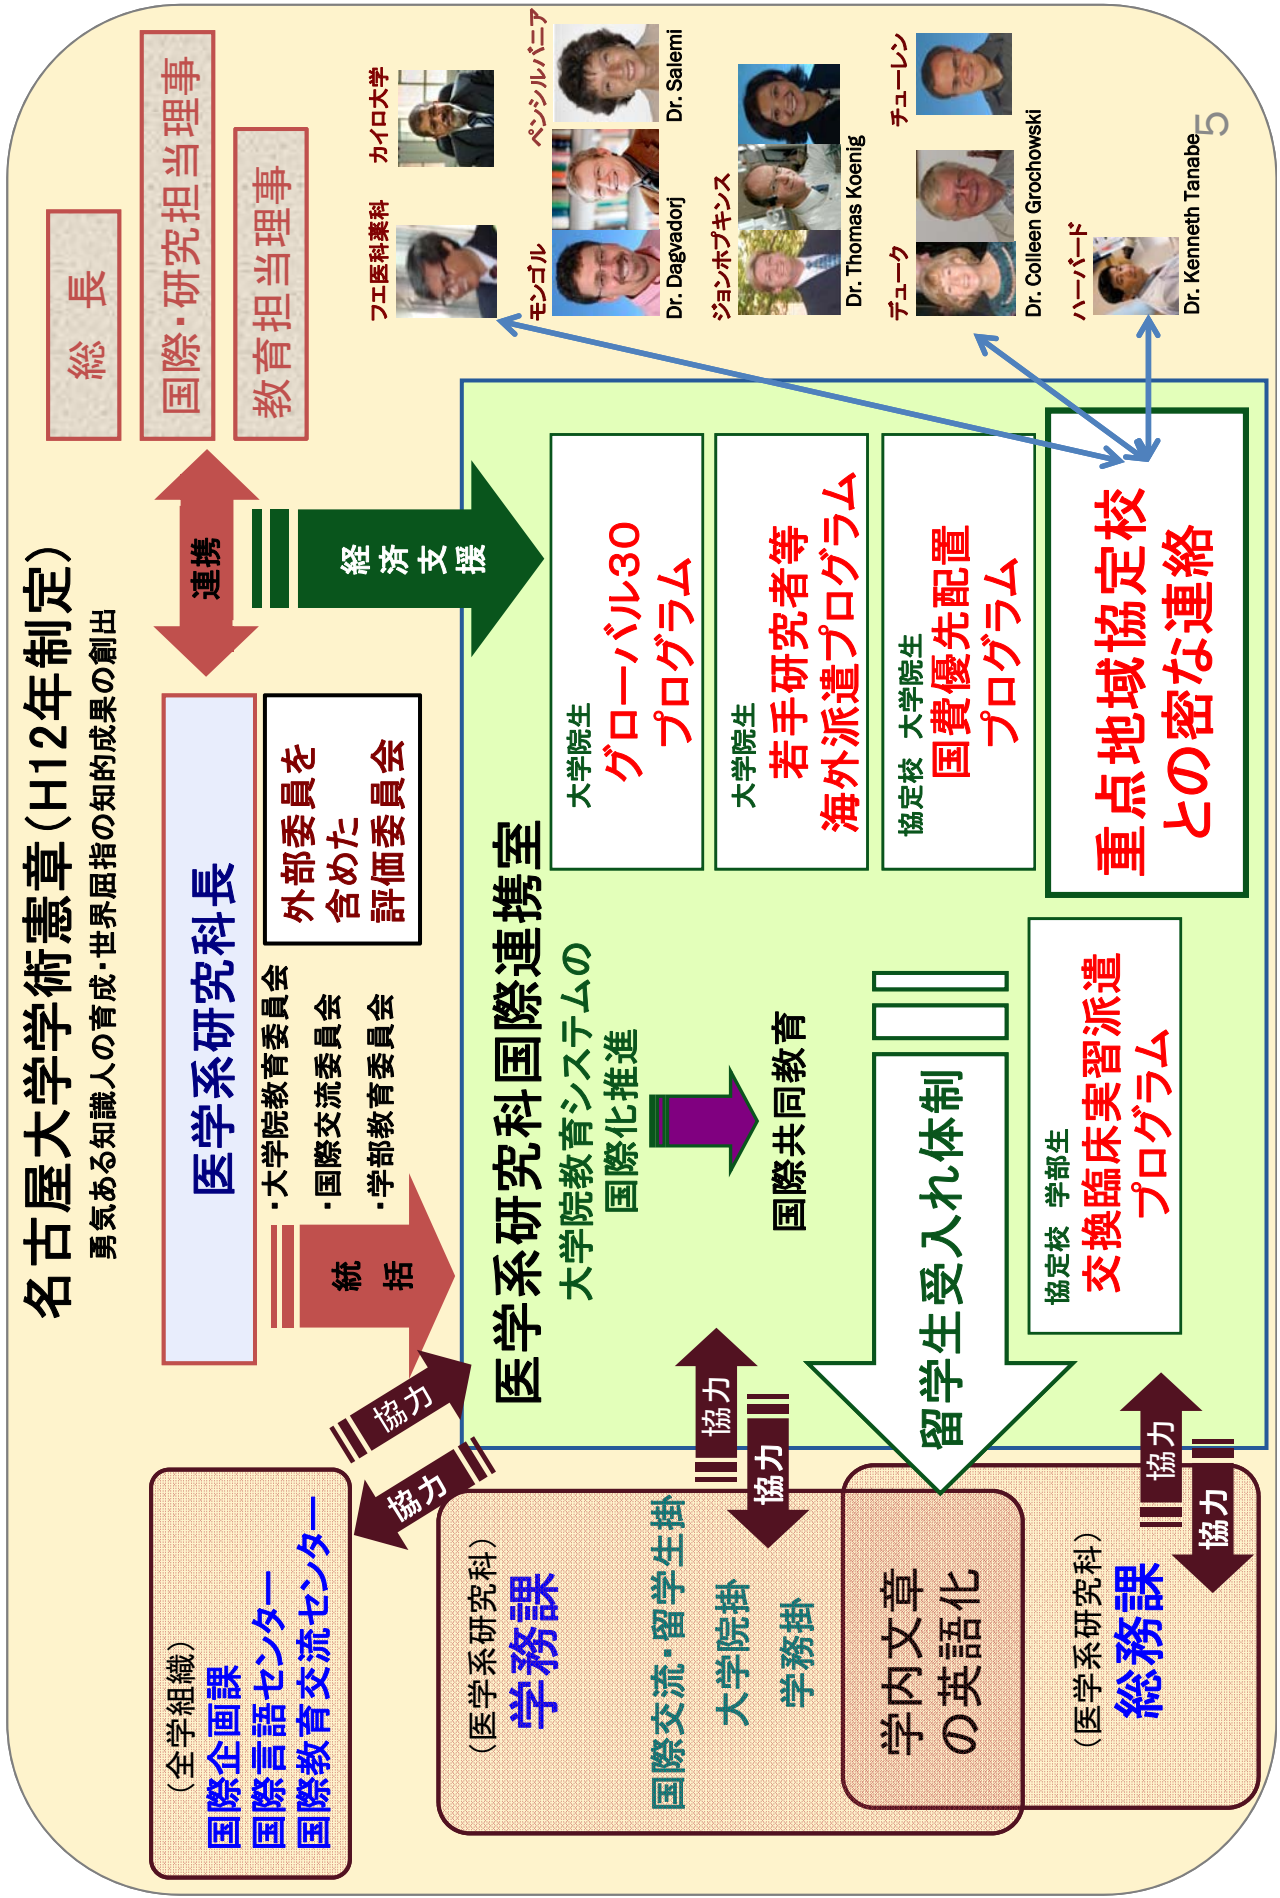 名古屋大学学術憲章（H12年制定）
勇気ある知識人の育成・世界屈指の知的成果の創出
総　長
国際・研究担当理事
教育担当理事
連携
医学系研究科長
外部委員を
含めた
評価委員会
・大学院教育委員会
・国際交流委員会
・学部教育委員会
統
括
経
済
支
援
（全学組織）
国際企画課
国際言語センター
国際教育交流センター
協力
協力
医学系研究科国際連携室
大学院教育システムの
国際化推進
国際共同教育
留学生受入れ体制
大学院生
グローバル30
プログラム
大学院生
若手研究者等
海外派遣プログラム
協定校 大学院生
国費優先配置
プログラム
重点地域協定校
との密な連絡
協定校 学部生
交換臨床実習派遣
プログラム
（医学系研究科）
学務課
国際交流・留学生掛
大学院掛
学務掛
協力
協力
学内文章
の英語化
（医学系研究科）
総務課
協力
協力
フエ医科薬科
カイロ大学
モンゴル
ペンシルバニア
Dr. Dagvadorj
Dr. Salemi
ジョンホプキンス
Dr. Thomas Koenig
デューク
チューレン
Dr. Colleen Grochowski
ハーバード
Dr. Kenneth Tanabe
5